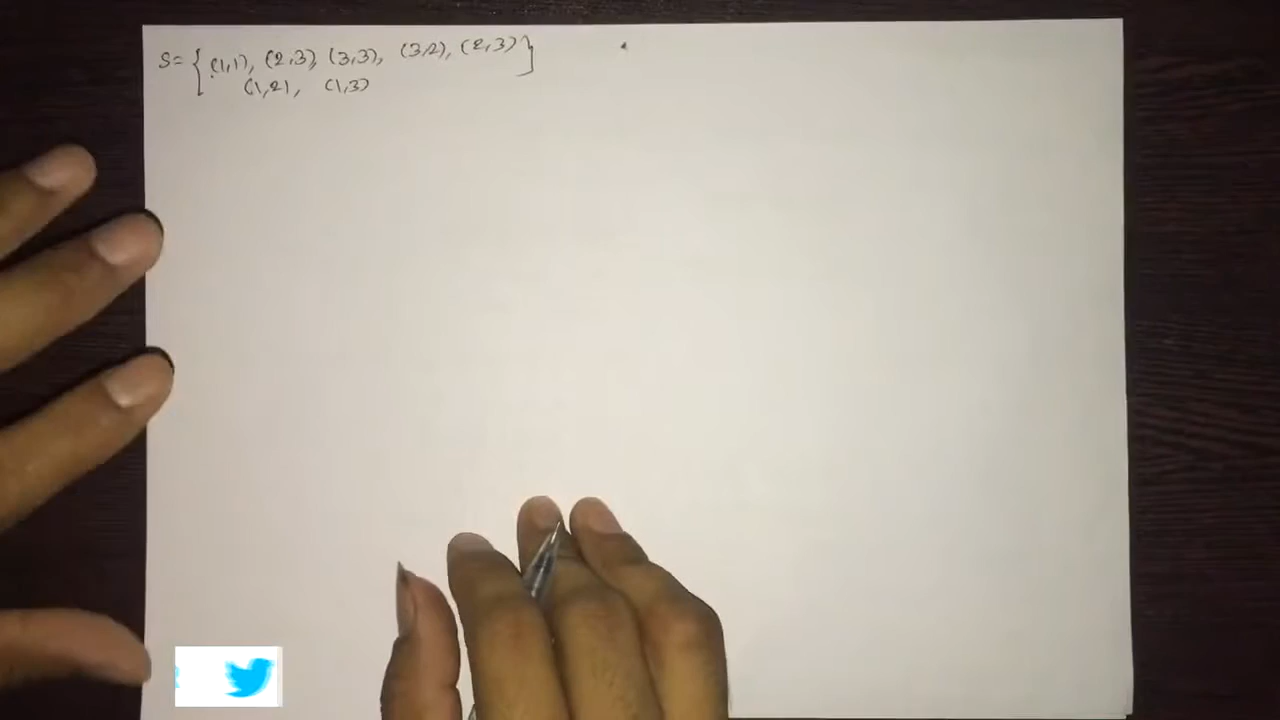 S= { (1,1), (2,3), (3,3), (3,2), (2,3) }
(1,2), (1,3)